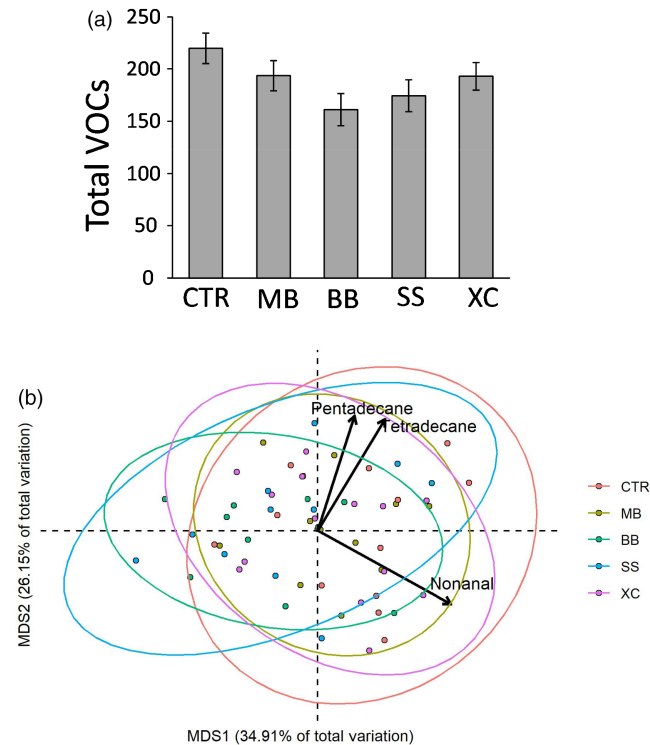 (a)
Total VOCs
250
200
150
100
50
0
CTR MB BB SS XC
(b)
MDS2 (26.15% of total variation)
Pentadecane
Tetradecane
Nonanal
CTR
MB
BB
SS
XC
MDS1 (34.91% of total variation)